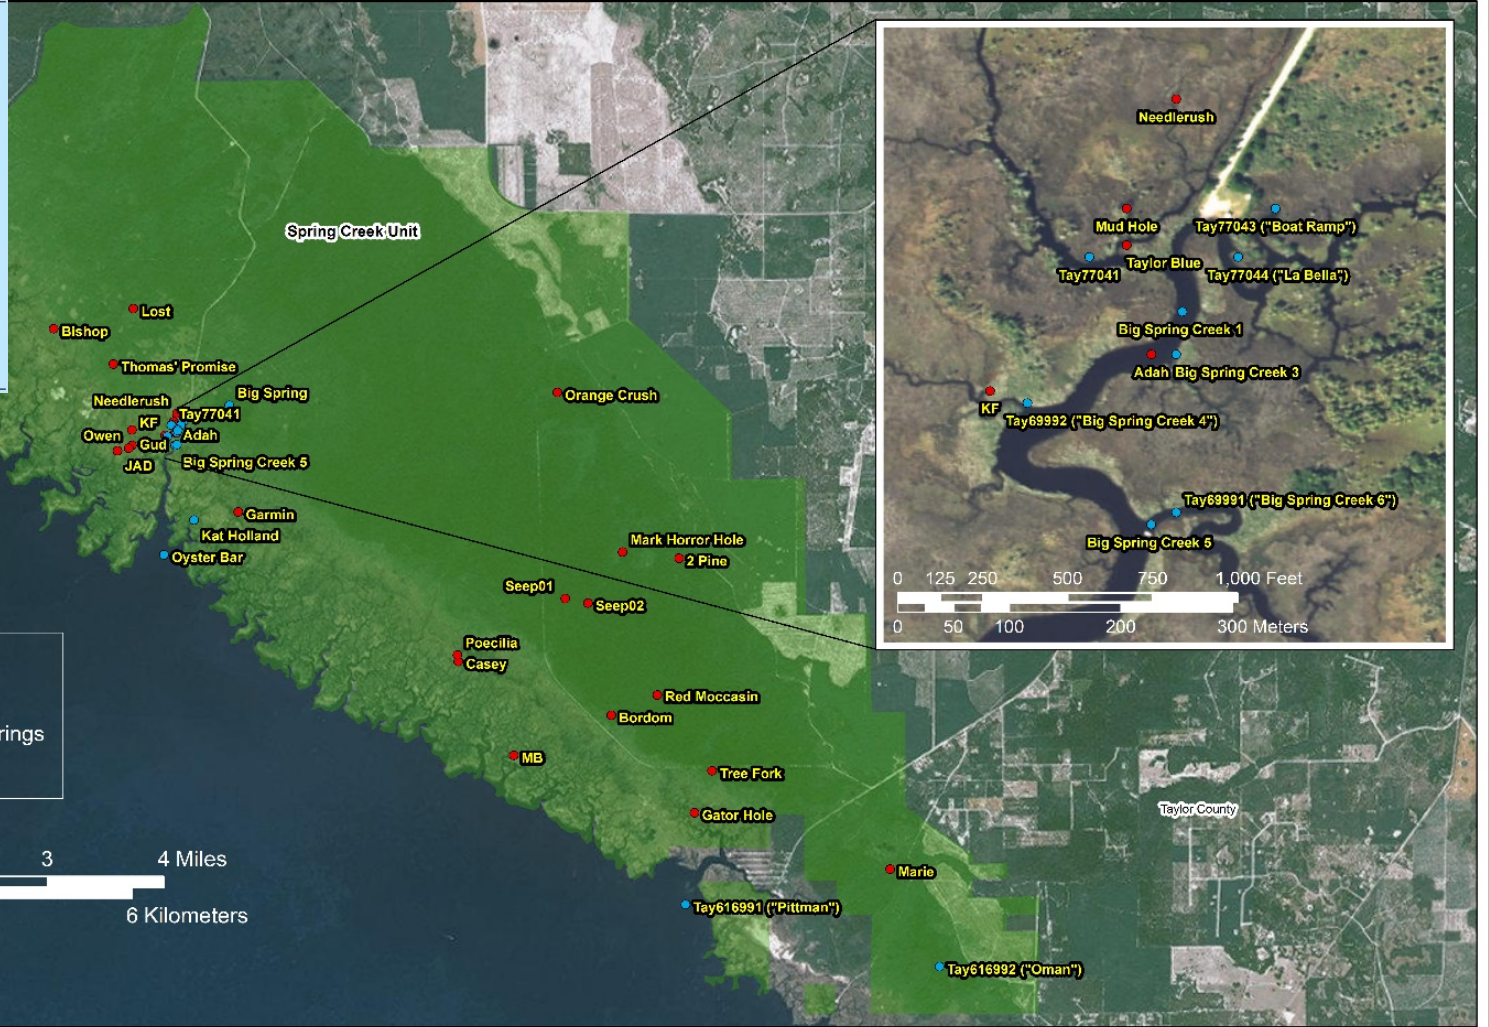 Spring Creek Unit
Lost
BIshop
Thomas' Promise
Needlerush
Big Spring
Tay77041
KF
Owen
Adah
Gud
JAD
Big Spring Creek 5
Orange Crush
Garmin
Kat Holland
Oyster Bar
Mark Horror Hole
2 Pine
Seep01
Seep02
Poecilia
Casey
Red Moccasin
Bordom
MB
Tree Fork
Gator Hole
Marie
Tay616991 ("Pittman")
Tay616992 ("Oman")
Taylor County
rings
3 4 Miles
6 Kilometers
Needlerush
Mud Hole
Tay77043 ("Boat Ramp")
Taylor Blue
Tay77041
Tay77044 ("La Bella")
Big Spring Creek 1
Adah
Big Spring Creek 3
KF
Tay69992 ("Big Spring Creek 4")
Tay69991 ("Big Spring Creek 6")
Big Spring Creek 5
0 125 250 500 750 1,000 Feet
0 50 100 200 300 Meters